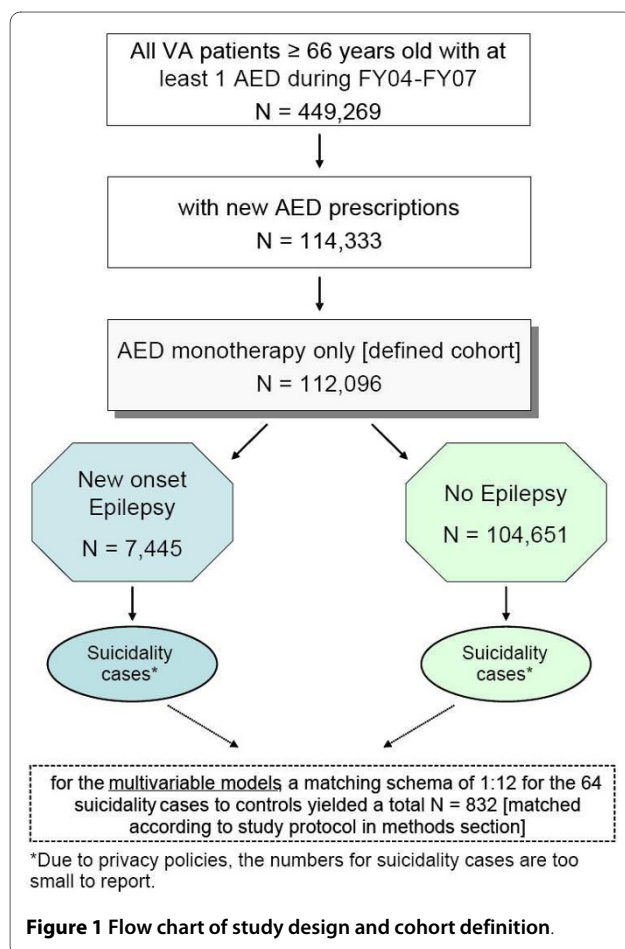 All VA patients ≥ 66 years old with at
least 1 AED during FY04-FY07
N = 449,269
with new AED prescriptions
N = 114,333
AED monotherapy only [defined cohort]
N = 112,096
New onset
Epilepsy
N = 7,445
No Epilepsy
N = 104,651
Suicidality
cases*
Suicidality
cases*
for the multivariable models, a matching schema of 1:12 for the 64
suicidality cases to controls yielded a total N = 832 [matched
according to study protocol in methods section]
*Due to privacy policies, the numbers for suicidality cases are too
small to report.
Figure 1 Flow chart of study design and cohort definition.